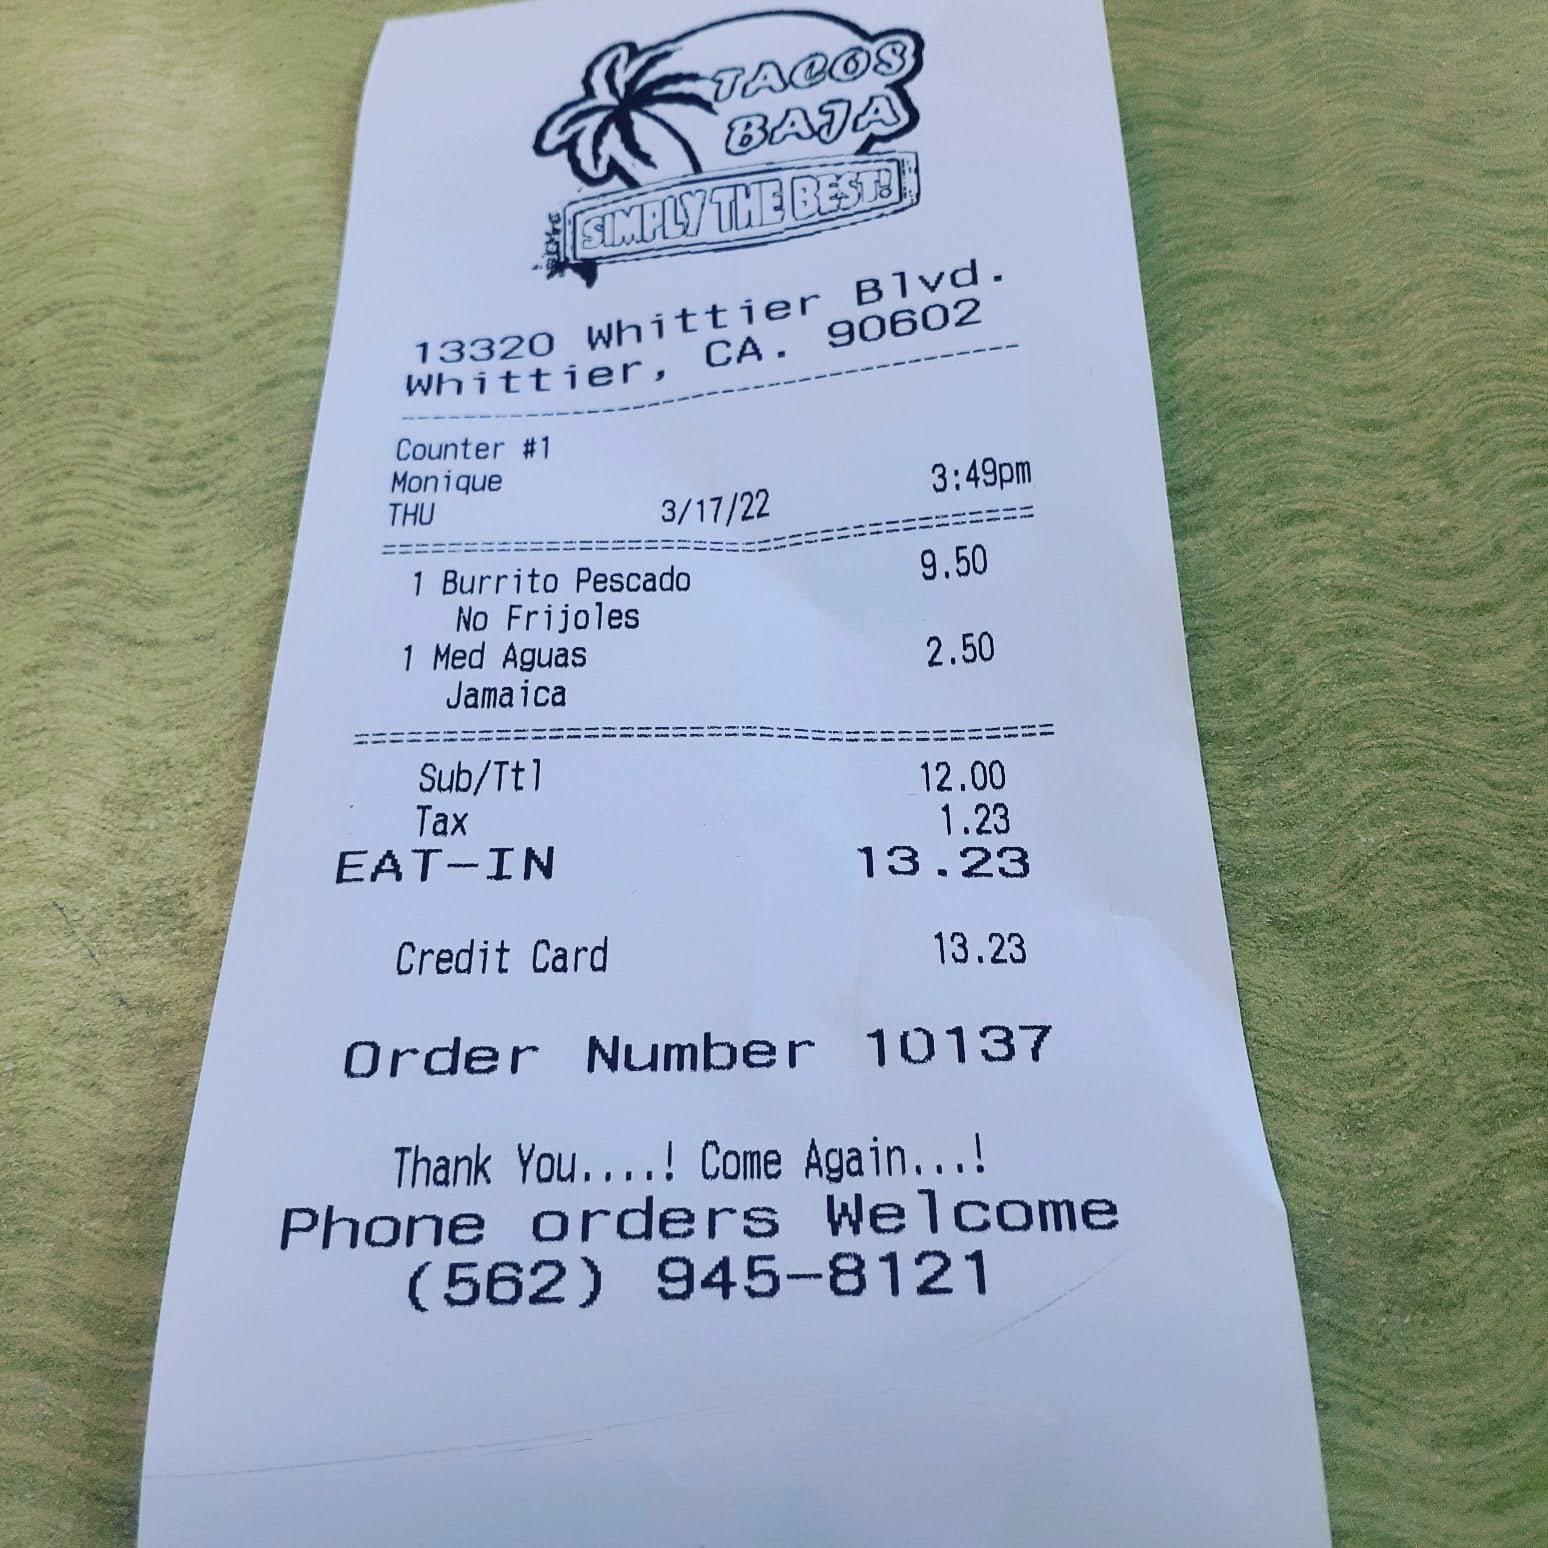 TACOS
BAJA
SIMPLY THE BEST!
13320 Whittier Blvd.
Whittier, CA. 90602
Counter #1
Monique 3:49pm
THU 3/17/22
1 Burrito Pescado 9.50
No Frijoles
1 Med Aguas 2.50
Jamaica
Sub/Ttl 12.00
Tax 1.23
EAT-IN 13.23
Credit Card 13.23
Order Number 10137
Thank You....! Come Again...!
Phone orders Welcome
(562) 945-8121